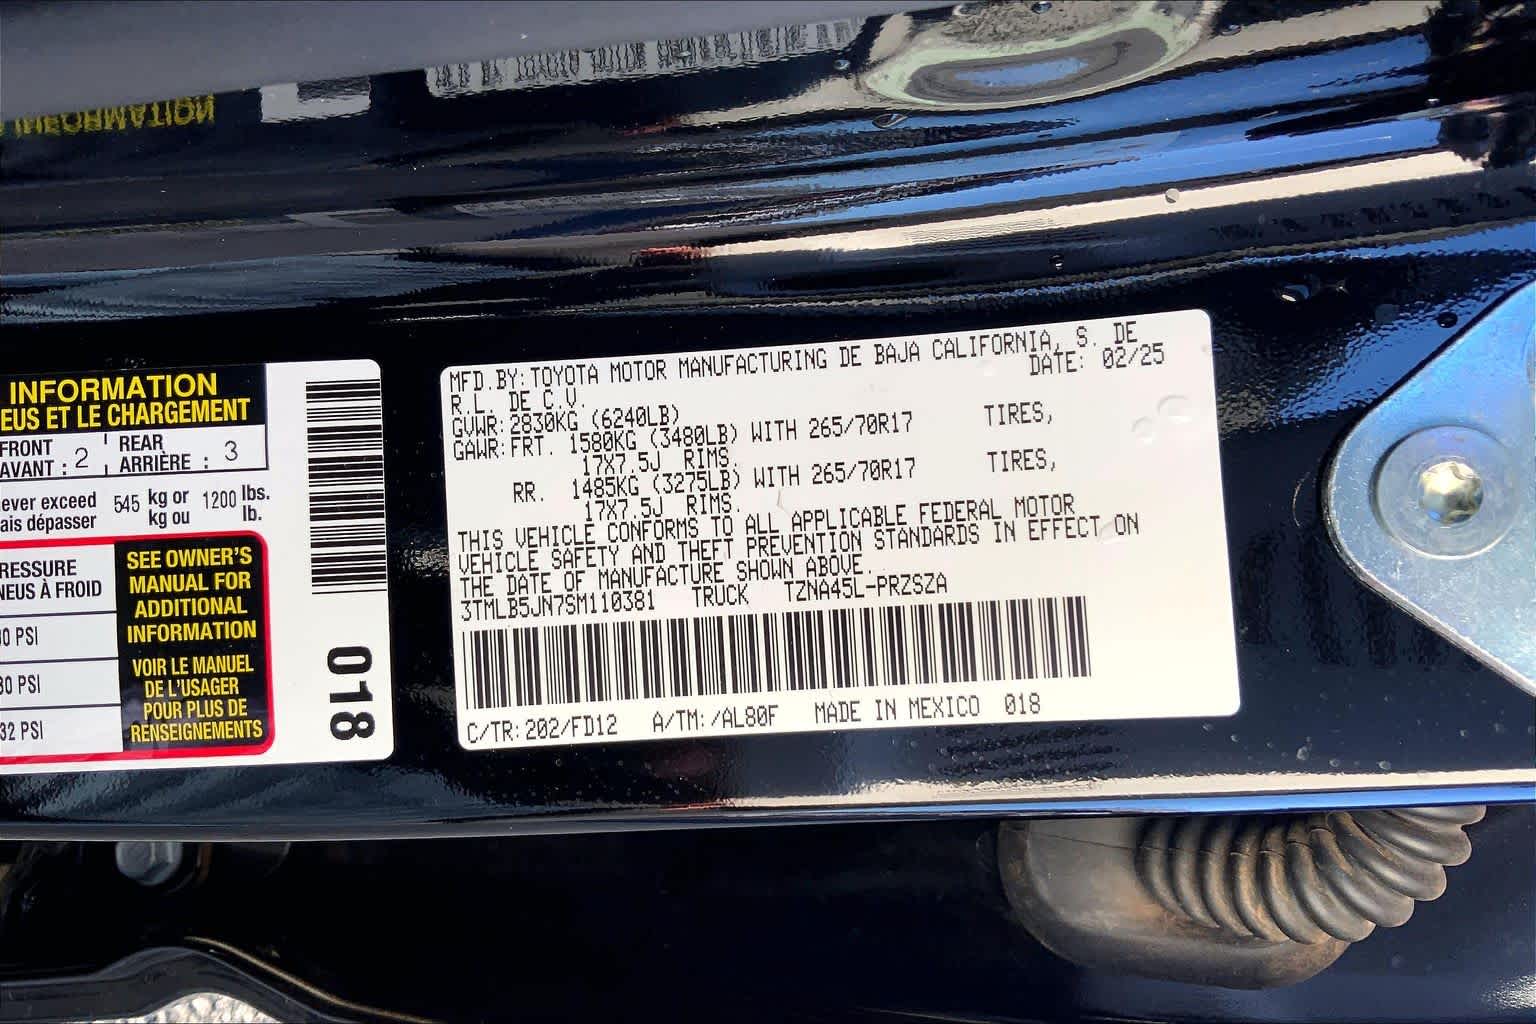 INFORMATION
EUS ET LE CHARGEMENT
FRONT
AVANT : 2
REAR
ARRIÈRE : 3
ever exceed 545 kg or 1200 lbs.
ais dépasser kg ou lb.
RESSURE
NEUS À FROID
30 PSI
32 PSI
SEE OWNER'S
MANUAL FOR
ADDITIONAL
INFORMATION
VOIR LE MANUEL
DE L'USAGER
POUR PLUS DE
RENSEIGNEMENTS
018
MFD.BY:TOYOTA MOTOR MANUFACTURING DE BAJA CALIFORNIA, S. DE
R.L. DE C.V. DATE: 02/25
GVWR:2830KG (6240LB)
GAWR:FRT. 1580KG (3480LB) WITH 265/70R17 TIRES,
17X7.5J RIMS.
RR. 1485KG (3275LB) WITH 265/70R17 TIRES,
17X7.5J RIMS.
THIS VEHICLE CONFORMS TO ALL APPLICABLE FEDERAL MOTOR
VEHICLE SAFETY AND THEFT PREVENTION STANDARDS IN EFFECT ON
THE DATE OF MANUFACTURE SHOWN ABOVE.
3TMLB5JN7SM110381 TRUCK TZNA45L-PRZSZA
C/TR:202/FD12 A/TM:/AL80F MADE IN MEXICO 018